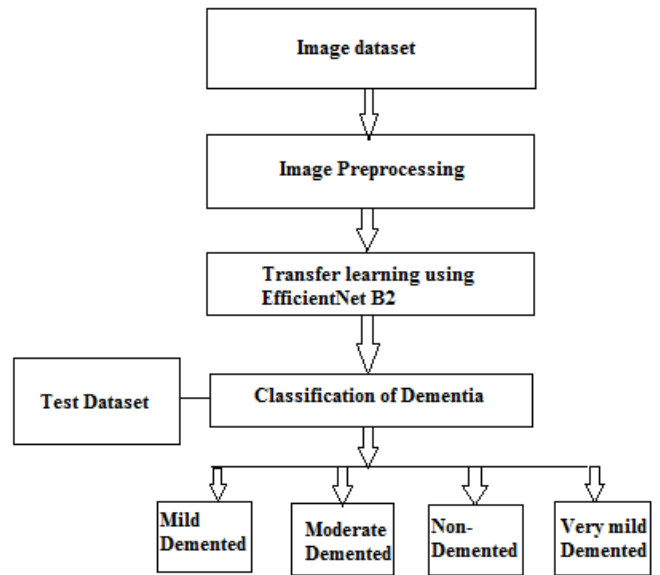 Image dataset
Image Preprocessing
Transfer learning using
EfficientNet B2
Test Dataset
Classification of Dementia
Mild
Demented
Moderate
Demented
Non-
Demented
Very mild
Demented